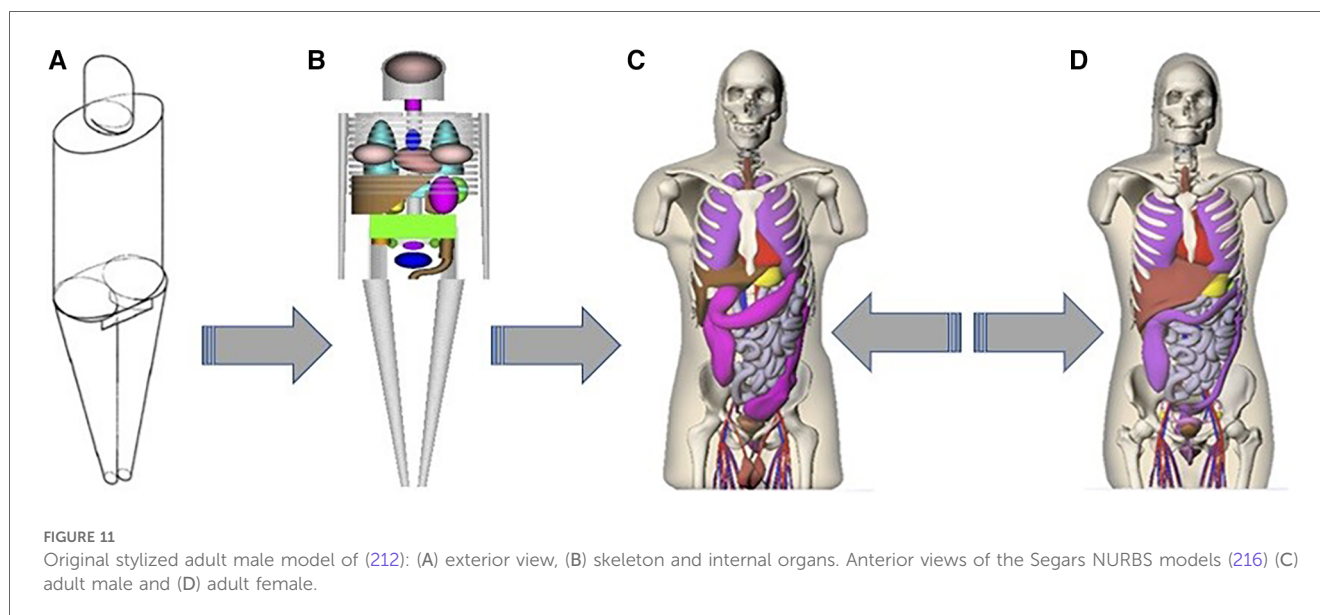 A
B
C
D
FIGURE 11
Original stylized adult male model of (212): (A) exterior view, (B) skeleton and internal organs. Anterior views of the Segars NURBS models (216) (C)
adult male and (D) adult female.